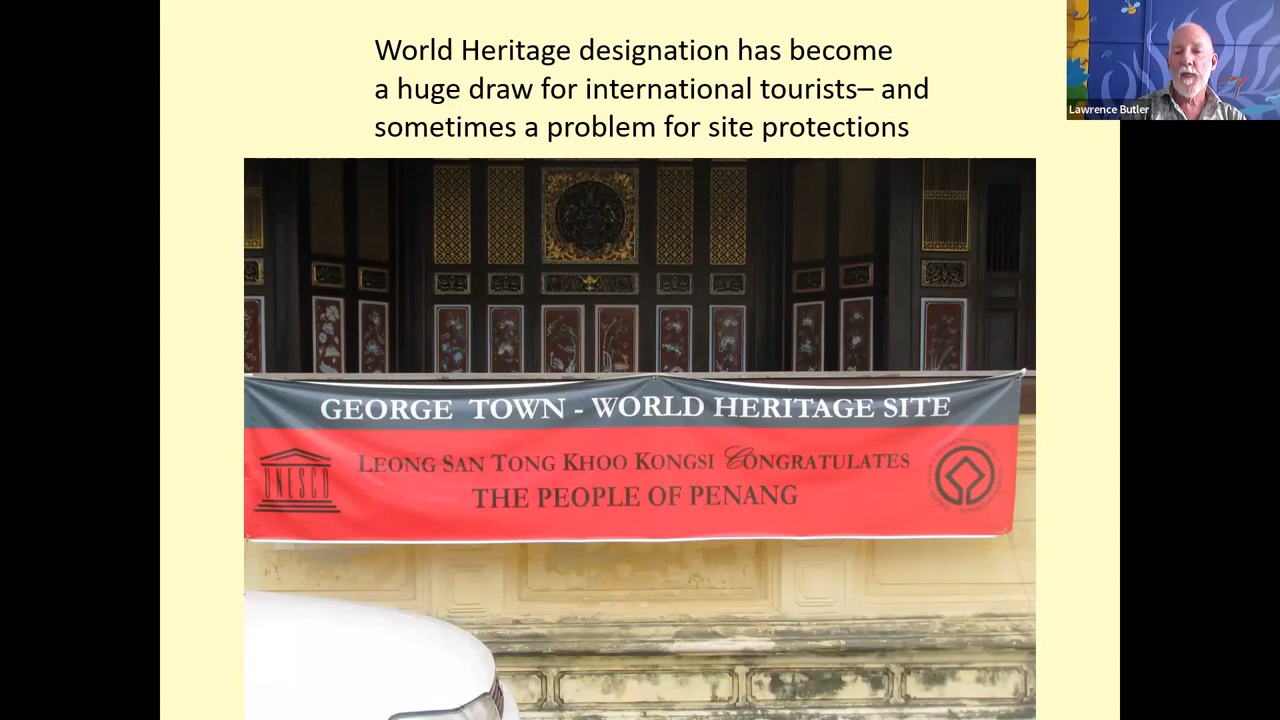 World Heritage designation has become
a huge draw for international tourists– and
sometimes a problem for site protections
Lawrence Butler
GEORGE TOWN - WORLD HERITAGE SITE
UNESCO
LEONG SAN TONG KHOO KONGSI CONGRATULATES
THE PEOPLE OF PENANG